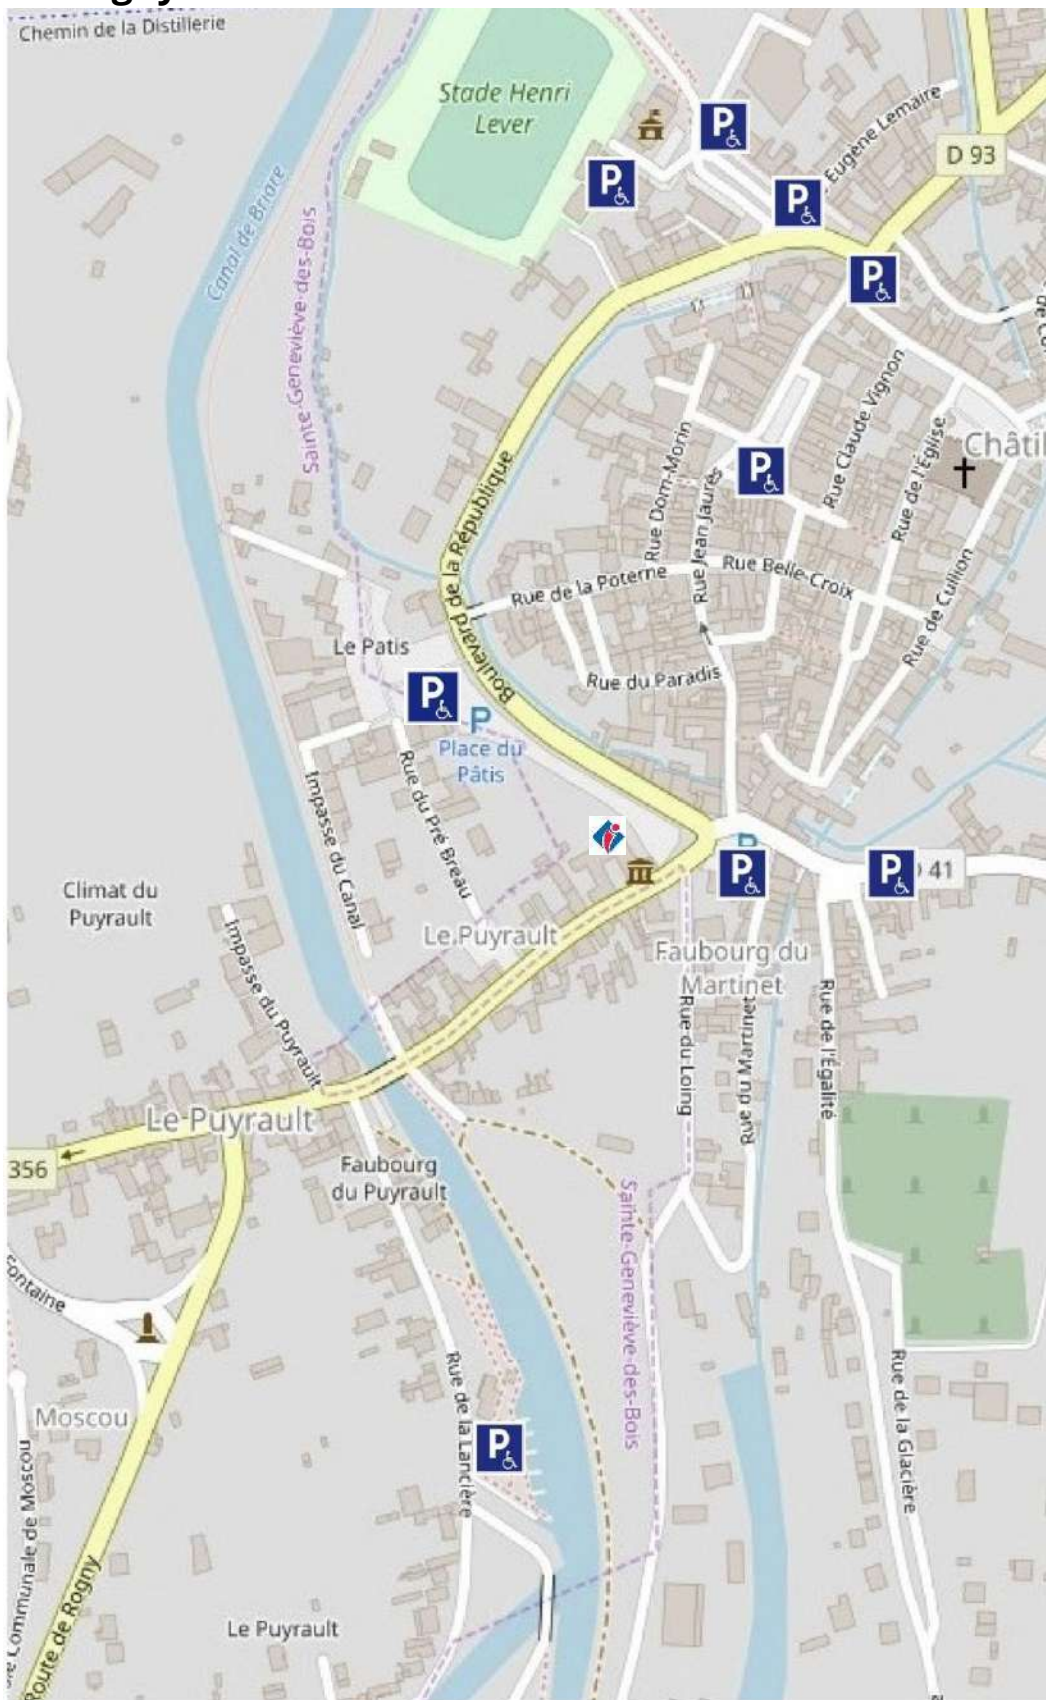 Chemin de la Distillerie
Stade Henri
Lever
Eugène Lemaire
D 93
Canal de Briare
Sainte-Geneviève-des-Bois
P
P
P
P
Rue Claude Vignon
Rue de l'Église
Châtil
Rue Dom-Morin
Rue Jean Jaurès
P
Boulevard de la République
Rue de la Poterne
Rue Belle-Croix
Rue de Cullion
Le Patis
Rue du Paradis
P
P
Place du
Pâtis
Impasse du Canal
Rue du Pré Breau
P
P
P
41
Climat du
Puyrault
Impasse du Puyrault
Le Puyrault
Faubourg du
Martinet
Rue du Loing
Rue du Martinet
Rue de l'Égalité
Le Puyrault
356
Faubourg
du Puyrault
Sainte-Geneviève-des-Bois
Fontaine
Rue de la Lancière
Rue de la Glacière
Moscou
P
Communale de Moscou
Route de Rogny
Le Puyrault